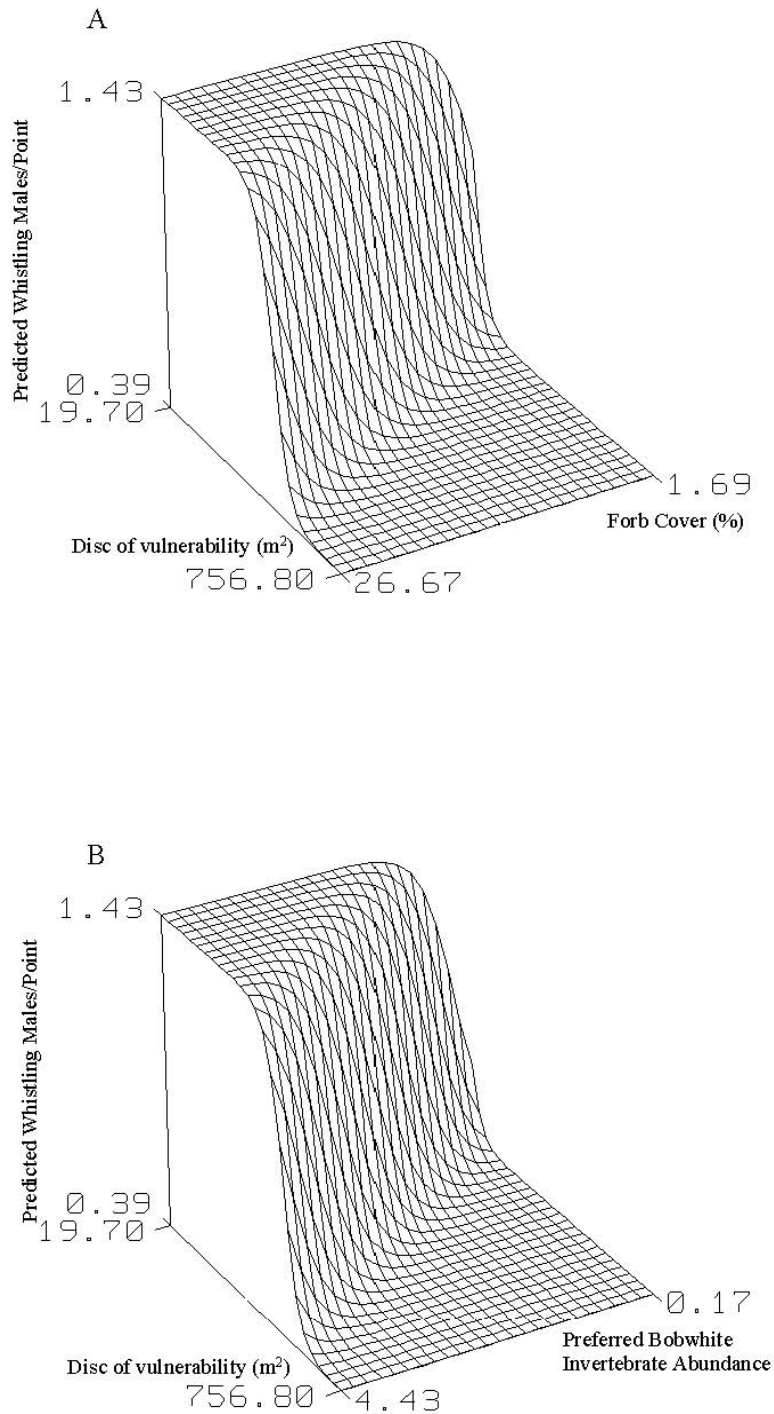 A
1.43
Predicted Whistling Males/Point
0.39
19.70
1.69
Forb Cover (%)
Disc of vulnerability (m²)
756.80
26.67
B
1.43
Predicted Whistling Males/Point
0.39
19.70
0.17
Preferred Bobwhite
Invertebrate Abundance
Disc of vulnerability (m²)
756.80
4.43